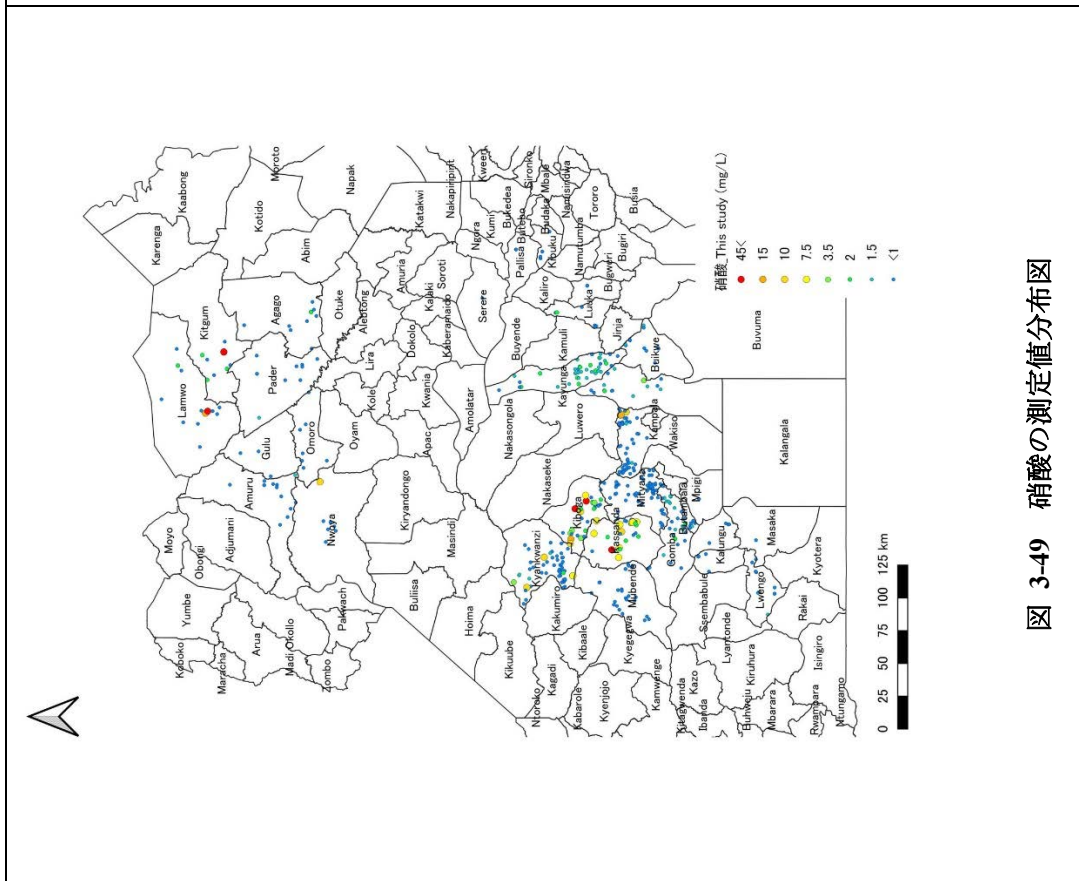 Karenga
Kaabong
Lamwo
Kitgum
Kotido
Moroto
Moyo
Obongi
Adjumani
Yumbe
Koboko
Maracha
Arua
Madi Okollo
Zombo
Pakwach
Amuru
Gulu
Pader
Agago
Abim
Napak
Nwoya
Omoro
Otuke
Oyam
Kole
Lira
Alebtong
Amuria
Katakwi
Nakapiripirit
Buliisa
Kiryandongo
Masindi
Apac
Kwania
Dokolo
Kaberamaido
Kalaki
Soroti
Amolatar
Serere
Ngora
Kumi
Bukedea
Kween
Sironko
Hoima
Kikuube
Nakasongola
Buyende
Pallisa
Butebo
Budaka
Mbale
Kibuku
Namisindwa
Ntoroko
Kagadi
Kakumiro
Kyankwanzi
Nakaseke
Luwero
Kayunga
Kamuli
Kaliro
Namutumba
Tororo
Kabarole
Kibaale
Kiboga
Luuka
Bugweri
Bugiri
Busia
Kyenjojo
Kyegegwa
Mubende
Kassanda
Mityana
Kampala
Wakiso
Buikwe
Jinja
Kamwenge
Gomba
Butambala
Mpigi
Kitagwenda
Kazo
Ibanda
Ssembabule
Kalungu
Buhweju
Kiruhura
Lyantonde
Lwengo
Masaka
Kalangala
Buvuma
Mbarara
Rwampara
Isingiro
Rakai
Kyotera
Ntungamo
硝酸_This study (mg/L)
45<
15
10
7.5
3.5
2
1.5
<1
0 25 50 75 100 125 km
図 3-49 硝酸の測定値分布図